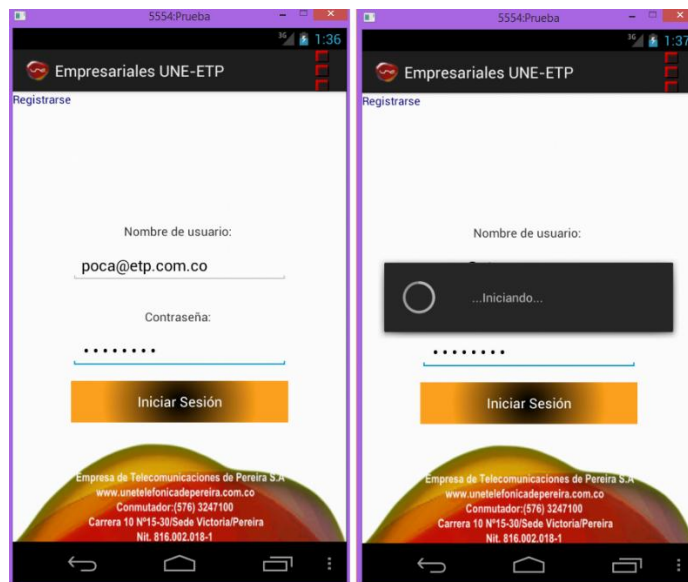 5554:Prueba
3G 1:36
Empresariales UNE-ETP
Registrarse
Nombre de usuario:
poca@etp.com.co
Contraseña:
Iniciar Sesión
Empresa de Telecomunicaciones de Pereira S.A
www.unetelefonicadepereira.com.co
Conmutador:(576) 3247100
Carrera 10 Nº15-30/Sede Victoria/Pereira
Nit. 816.002.018-1
5554:Prueba
3G 1:37
Empresariales UNE-ETP
Registrarse
Nombre de usuario:
...Iniciando...
Iniciar Sesión
Empresa de Telecomunicaciones de Pereira S.A
www.unetelefonicadepereira.com.co
Conmutador:(576) 3247100
Carrera 10 Nº15-30/Sede Victoria/Pereira
Nit. 816.002.018-1